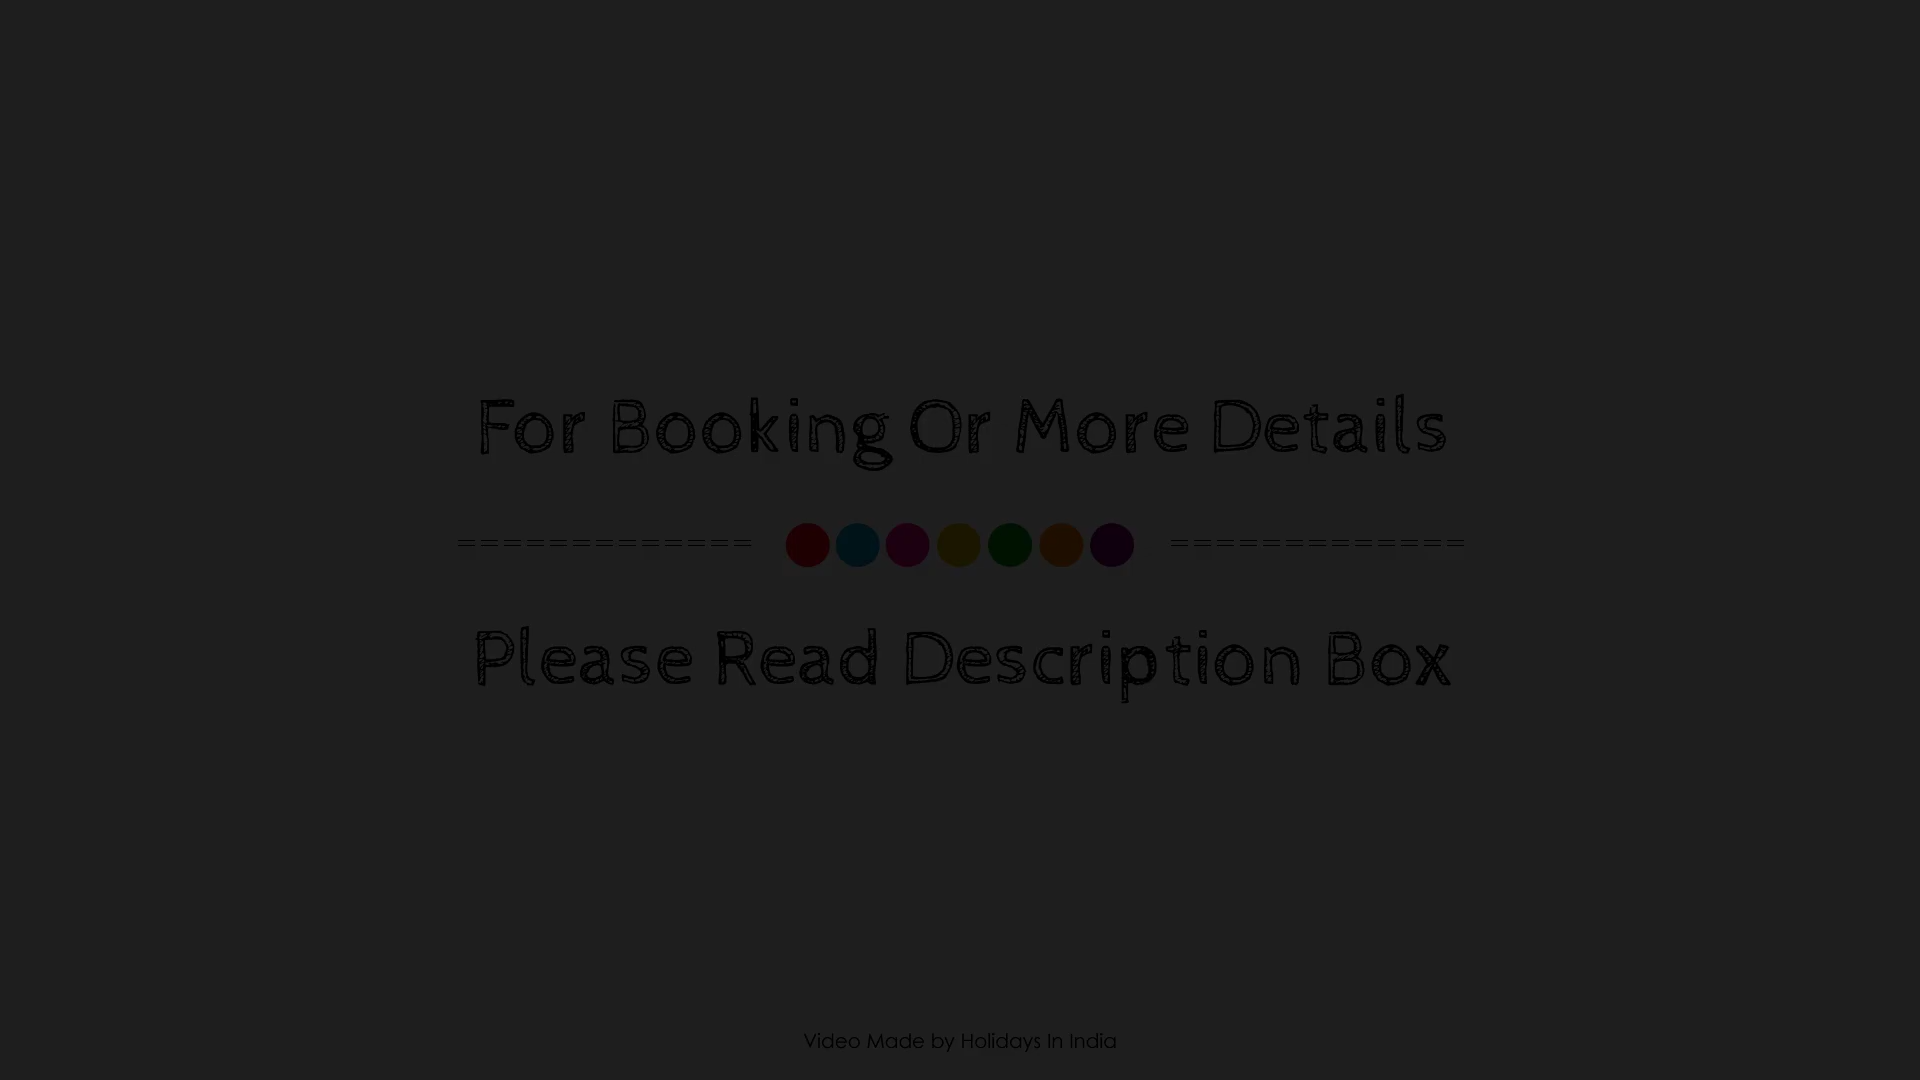 For Booking Or More Details
============= =============
Please Read Description Box
Video Made by Holidays In India